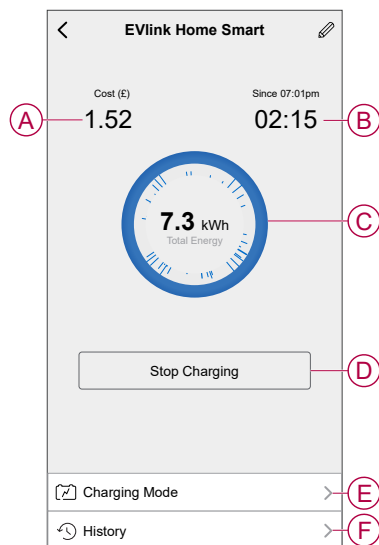 EVlink Home Smart
Cost (£) Since 07:01pm
A 1.52 02:15 B
7.3 kWh C
Total Energy
Stop Charging D
Charging Mode E
History F